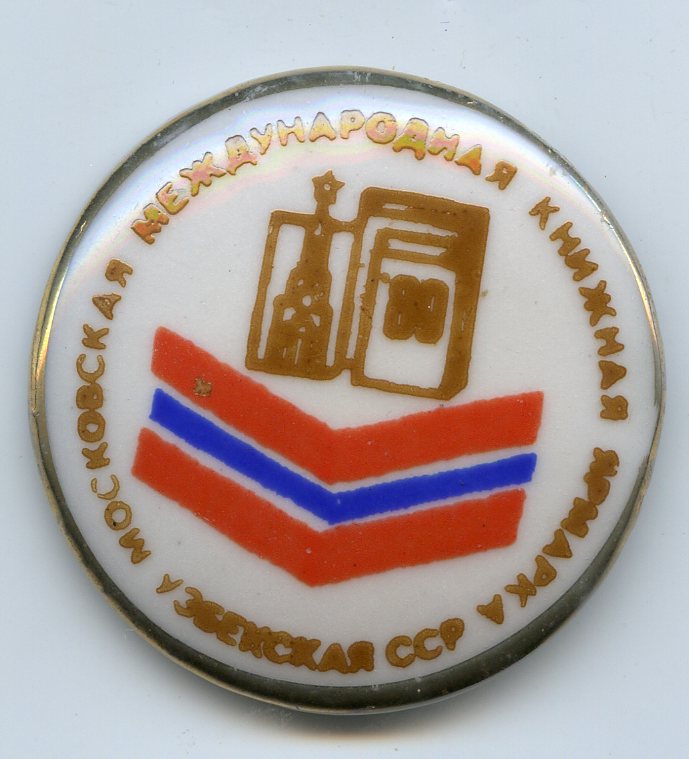 МОСКОВСКАЯ МЕЖДУНАРОДНАЯ КНИЖНАЯ ЯРМАРКА
УЗБЕКСКАЯ ССР